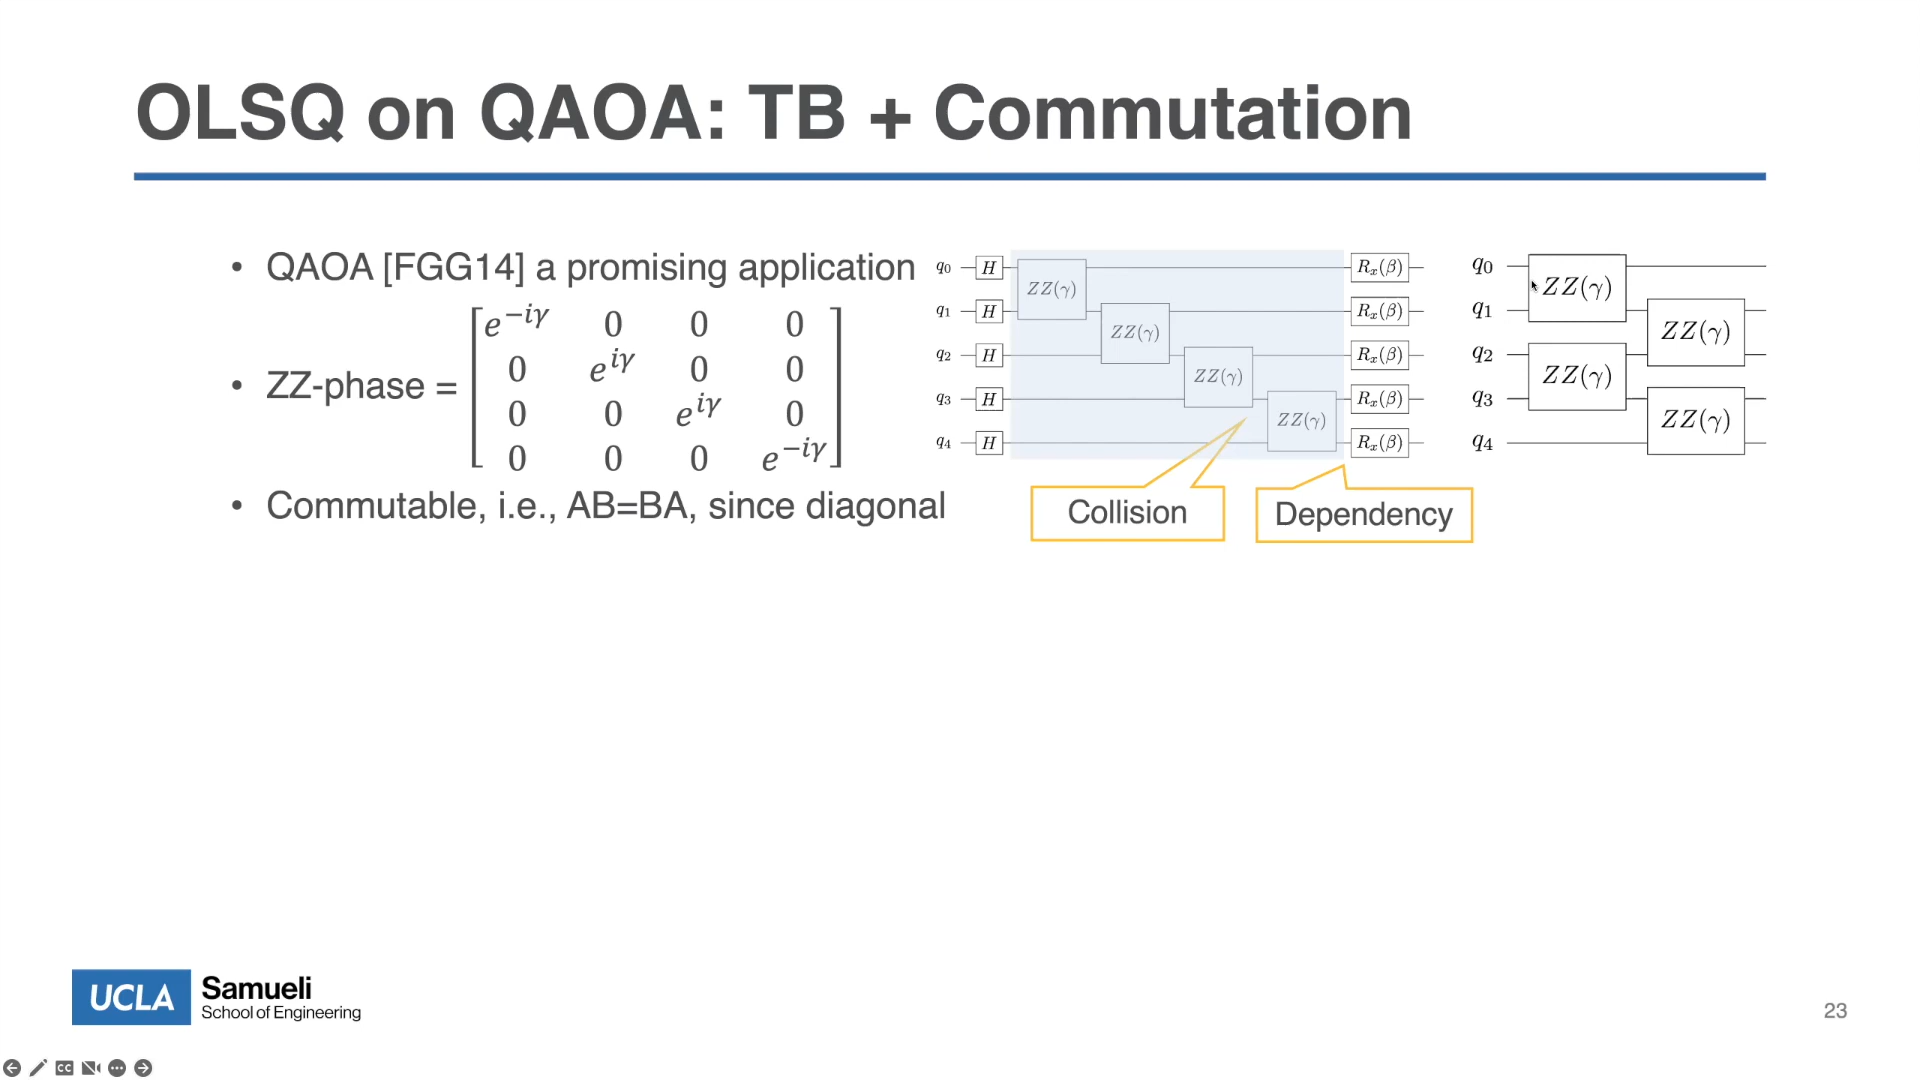 OLSQ on QAOA: TB + Commutation
• QAOA [FGG14] a promising application
• ZZ-phase =
e^{-iγ} 0 0 0
0 e^{iγ} 0 0
0 0 e^{iγ} 0
0 0 0 e^{-iγ}
• Commutable, i.e., AB=BA, since diagonal
q₀ H ZZ(γ) Rₓ(β)
q₁ H ZZ(γ) Rₓ(β)
q₂ H ZZ(γ) Rₓ(β)
q₃ H ZZ(γ) Rₓ(β)
q₄ H Rₓ(β)
Collision
Dependency
q₀ ZZ(γ)
q₁ ZZ(γ)
q₂ ZZ(γ)
q₃ ZZ(γ)
q₄
UCLA
Samueli
School of Engineering
23
CC